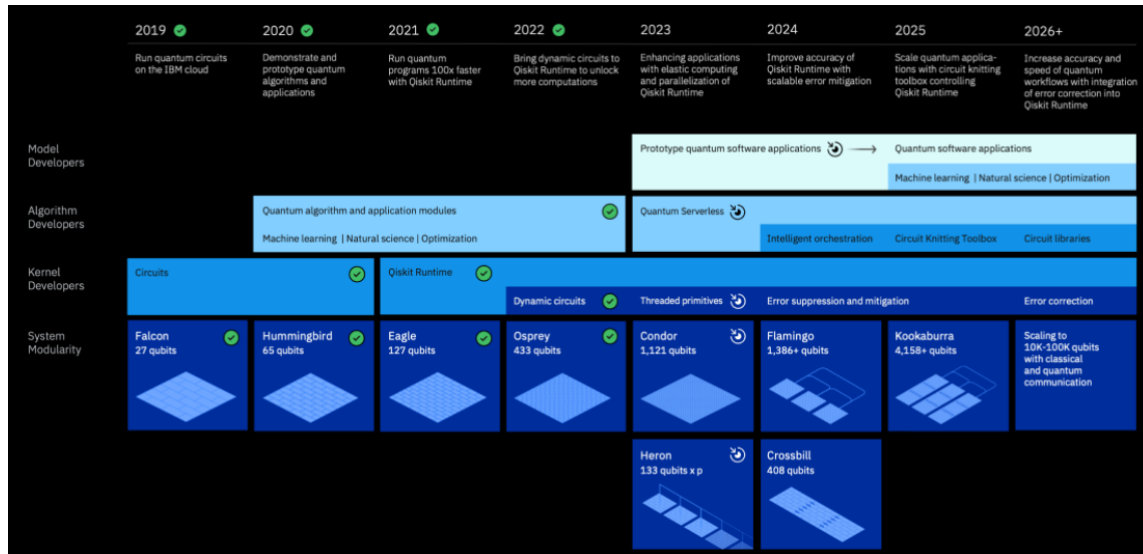 2019
2020
2021
2022
2023
2024
2025
2026+
Run quantum circuits
on the IBM cloud
Demonstrate and
prototype quantum
algorithms and
applications
Run quantum
programs 100x faster
with Qiskit Runtime
Bring dynamic circuits to
Qiskit Runtime to unlock
more computations
Enhancing applications
with elastic computing
and parallelization of
Qiskit Runtime
Improve accuracy of
Qiskit Runtime with
scalable error mitigation
Scale quantum applica-
tions with circuit knitting
toolbox controlling
Qiskit Runtime
Increase accuracy and
speed of quantum
workflows with integration
of error correction into
Qiskit Runtime
Model
Developers
Prototype quantum software applications
Quantum software applications
Machine learning | Natural science | Optimization
Algorithm
Developers
Quantum algorithm and application modules
Machine learning | Natural science | Optimization
Quantum Serverless
Intelligent orchestration
Circuit Knitting Toolbox
Circuit libraries
Kernel
Developers
Circuits
Qiskit Runtime
Dynamic circuits
Threaded primitives
Error suppression and mitigation
Error correction
System
Modularity
Falcon
27 qubits
Hummingbird
65 qubits
Eagle
127 qubits
Osprey
433 qubits
Condor
1,121 qubits
Flamingo
1,386+ qubits
Kookaburra
4,158+ qubits
Scaling to
10K-100K qubits
with classical
and quantum
communication
Heron
133 qubits x p
Crossbill
408 qubits